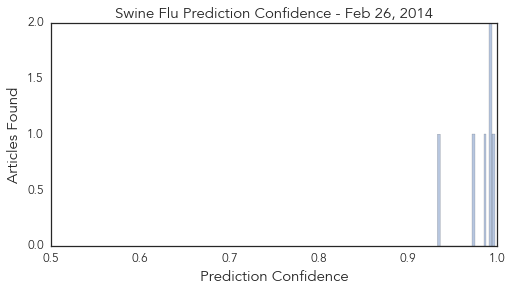 Swine Flu Prediction Confidence - Feb 26, 2014
2.0
1.5
1.0
0.5
0.0
Articles Found
0.5 0.6 0.7 0.8 0.9 1.0
Prediction Confidence